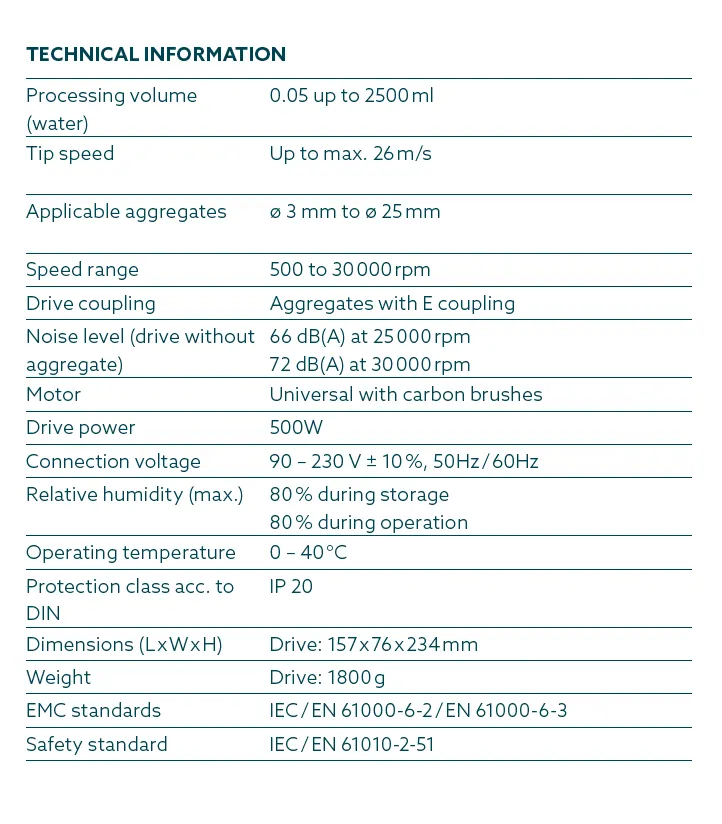 TECHNICAL INFORMATION
Processing volume (water) 0.05 up to 2500 ml
Tip speed Up to max. 26 m/s
Applicable aggregates ø 3 mm to ø 25 mm
Speed range 500 to 30 000 rpm
Drive coupling Aggregates with E coupling
Noise level (drive without 66 dB(A) at 25 000 rpm
aggregate) 72 dB(A) at 30 000 rpm
Motor Universal with carbon brushes
Drive power 500W
Connection voltage 90 – 230 V ± 10 %, 50Hz / 60Hz
Relative humidity (max.) 80 % during storage
80 % during operation
Operating temperature 0 – 40 °C
Protection class acc. to IP 20
DIN
Dimensions (L x W x H) Drive: 157 x 76 x 234 mm
Weight Drive: 1800 g
EMC standards IEC / EN 61000-6-2 / EN 61000-6-3
Safety standard IEC / EN 61010-2-51